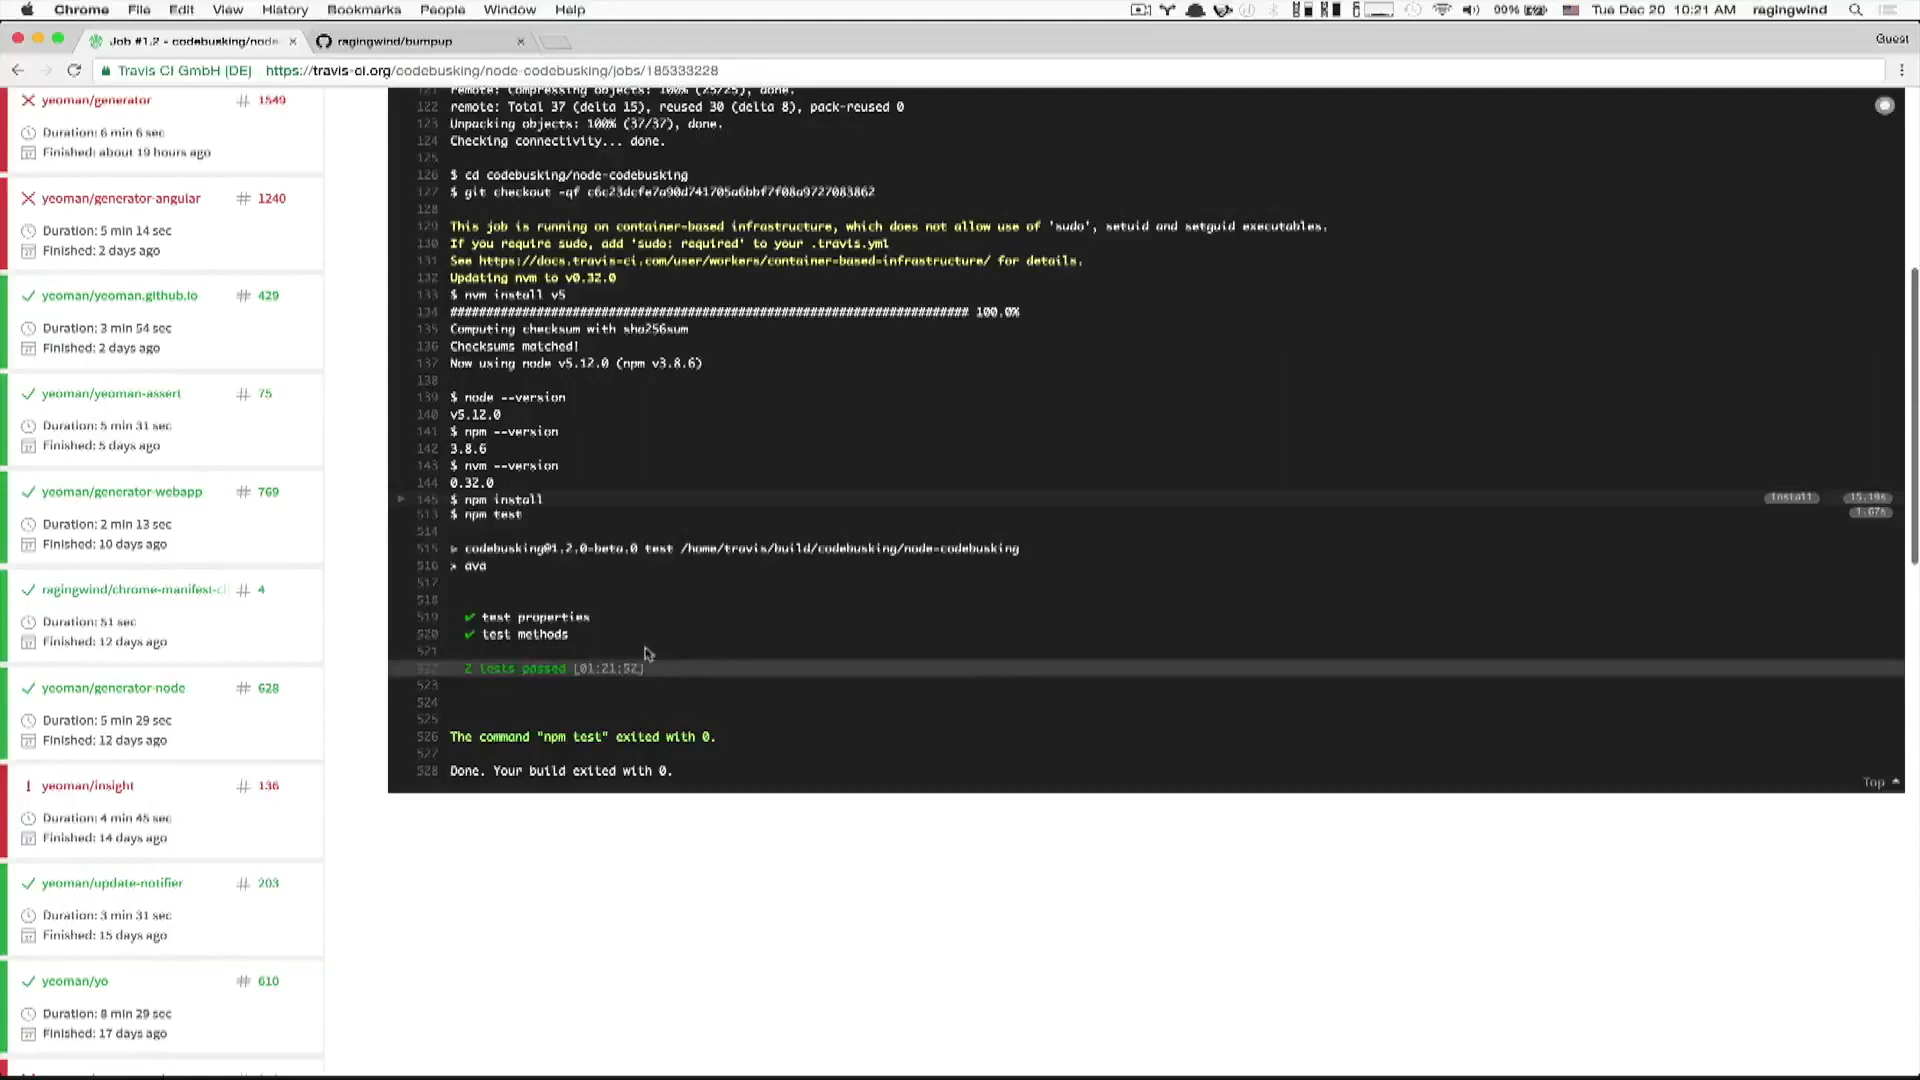 Chrome File Edit View History Bookmarks People Window Help 99% Tue Dec 20 10:21 AM ragingwind
Job #1.2 - codebusking/node ragingwind/bumpup Guest
Travis CI GmbH [DE] https://travis-ci.org/codebusking/node-codebusking/jobs/185333228
yeoman/generator # 1549
Duration: 6 min 6 sec
Finished: about 19 hours ago
yeoman/generator-angular # 1240
Duration: 5 min 14 sec
Finished: 2 days ago
yeoman/yeoman.github.io # 429
Duration: 3 min 54 sec
Finished: 2 days ago
yeoman/yeoman-assert # 75
Duration: 5 min 31 sec
Finished: 5 days ago
yeoman/generator-webapp # 769
Duration: 2 min 13 sec
Finished: 10 days ago
ragingwind/chrome-manifest-cli # 4
Duration: 51 sec
Finished: 12 days ago
yeoman/generator-node # 628
Duration: 5 min 29 sec
Finished: 12 days ago
! yeoman/insight # 136
Duration: 4 min 45 sec
Finished: 14 days ago
yeoman/update-notifier # 203
Duration: 3 min 31 sec
Finished: 15 days ago
yeoman/yo # 610
Duration: 8 min 29 sec
Finished: 17 days ago
121 remote: Compressing objects: 100% (25/25), done.
122 remote: Total 37 (delta 15), reused 30 (delta 8), pack-reused 0
123 Unpacking objects: 100% (37/37), done.
124 Checking connectivity... done.
125
126 $ cd codebusking/node-codebusking
127 $ git checkout -qf
128
129 This job is running on container-based infrastructure, which does not allow use of 'sudo', setuid and setguid executables.
130 If you require sudo, add 'sudo: required' to your .travis.yml
131 See https://docs.travis-ci.com/user/workers/container-based-infrastructure/ for details.
132 Updating nvm to v0.32.0
133 $ nvm install v5
134 ######################################################################## 100.0%
135 Computing checksum with sha256sum
136 Checksums matched!
137 Now using node v5.12.0 (npm v3.8.6)
138
139 $ node --version
140 v5.12.0
141 $ npm --version
142 3.8.6
143 $ nvm --version
144 0.32.0
145 $ npm install install 15.18s
513 $ npm test 1.67s
514
515 > codebusking@1.2.0-beta.0 test /home/travis/build/codebusking/node-codebusking
516 > ava
517
518
519 ✔ test properties
520 ✔ test methods
521
522 2 tests passed [01:21:52]
523
524
525
526 The command "npm test" exited with 0.
527
528 Done. Your build exited with 0.
Top